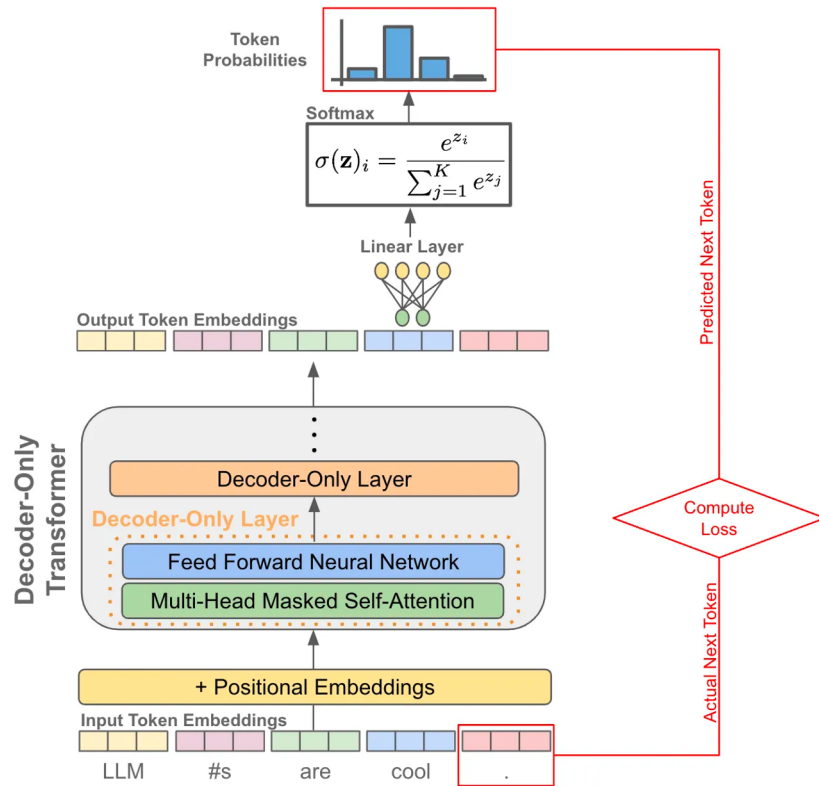 Token
Probabilities
Softmax
σ(z)ᵢ = e^{z_i} / ∑_{j=1}^{K} e^{z_j}
Linear Layer
Output Token Embeddings
Predicted Next Token
Decoder-Only
Transformer
Decoder-Only Layer
Decoder-Only Layer
Feed Forward Neural Network
Multi-Head Masked Self-Attention
Compute
Loss
Actual Next Token
+ Positional Embeddings
Input Token Embeddings
LLM #s are cool .